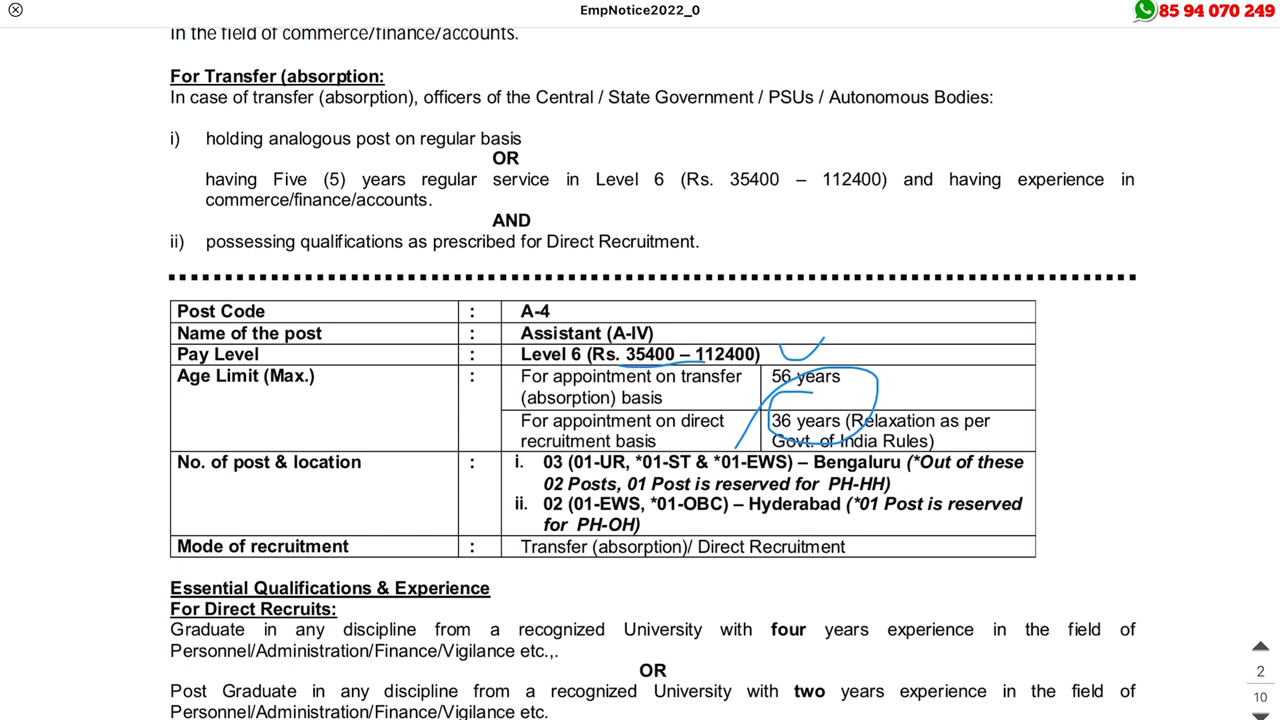 EmpNotice2022_0
85 94 070 249
in the field of commerce/finance/accounts.
For Transfer (absorption:
In case of transfer (absorption), officers of the Central / State Government / PSUs / Autonomous Bodies:
i) holding analogous post on regular basis
OR
having Five (5) years regular service in Level 6 (Rs. 35400 – 112400) and having experience in
commerce/finance/accounts.
AND
ii) possessing qualifications as prescribed for Direct Recruitment.
Post Code : A-4
Name of the post : Assistant (A-IV)
Pay Level : Level 6 (Rs. 35400 – 112400)
Age Limit (Max.) : For appointment on transfer 56 years
(absorption) basis
For appointment on direct 36 years (Relaxation as per
recruitment basis Govt. of India Rules)
No. of post & location : i. 03 (01-UR, *01-ST & *01-EWS) – Bengaluru (*Out of these
02 Posts, 01 Post is reserved for PH-HH)
ii. 02 (01-EWS, *01-OBC) – Hyderabad (*01 Post is reserved
for PH-OH)
Mode of recruitment : Transfer (absorption)/ Direct Recruitment
Essential Qualifications & Experience
For Direct Recruits:
Graduate in any discipline from a recognized University with four years experience in the field of
Personnel/Administration/Finance/Vigilance etc.,.
OR
Post Graduate in any discipline from a recognized University with two years experience in the field of
Personnel/Administration/Finance/Vigilance etc.
2
10